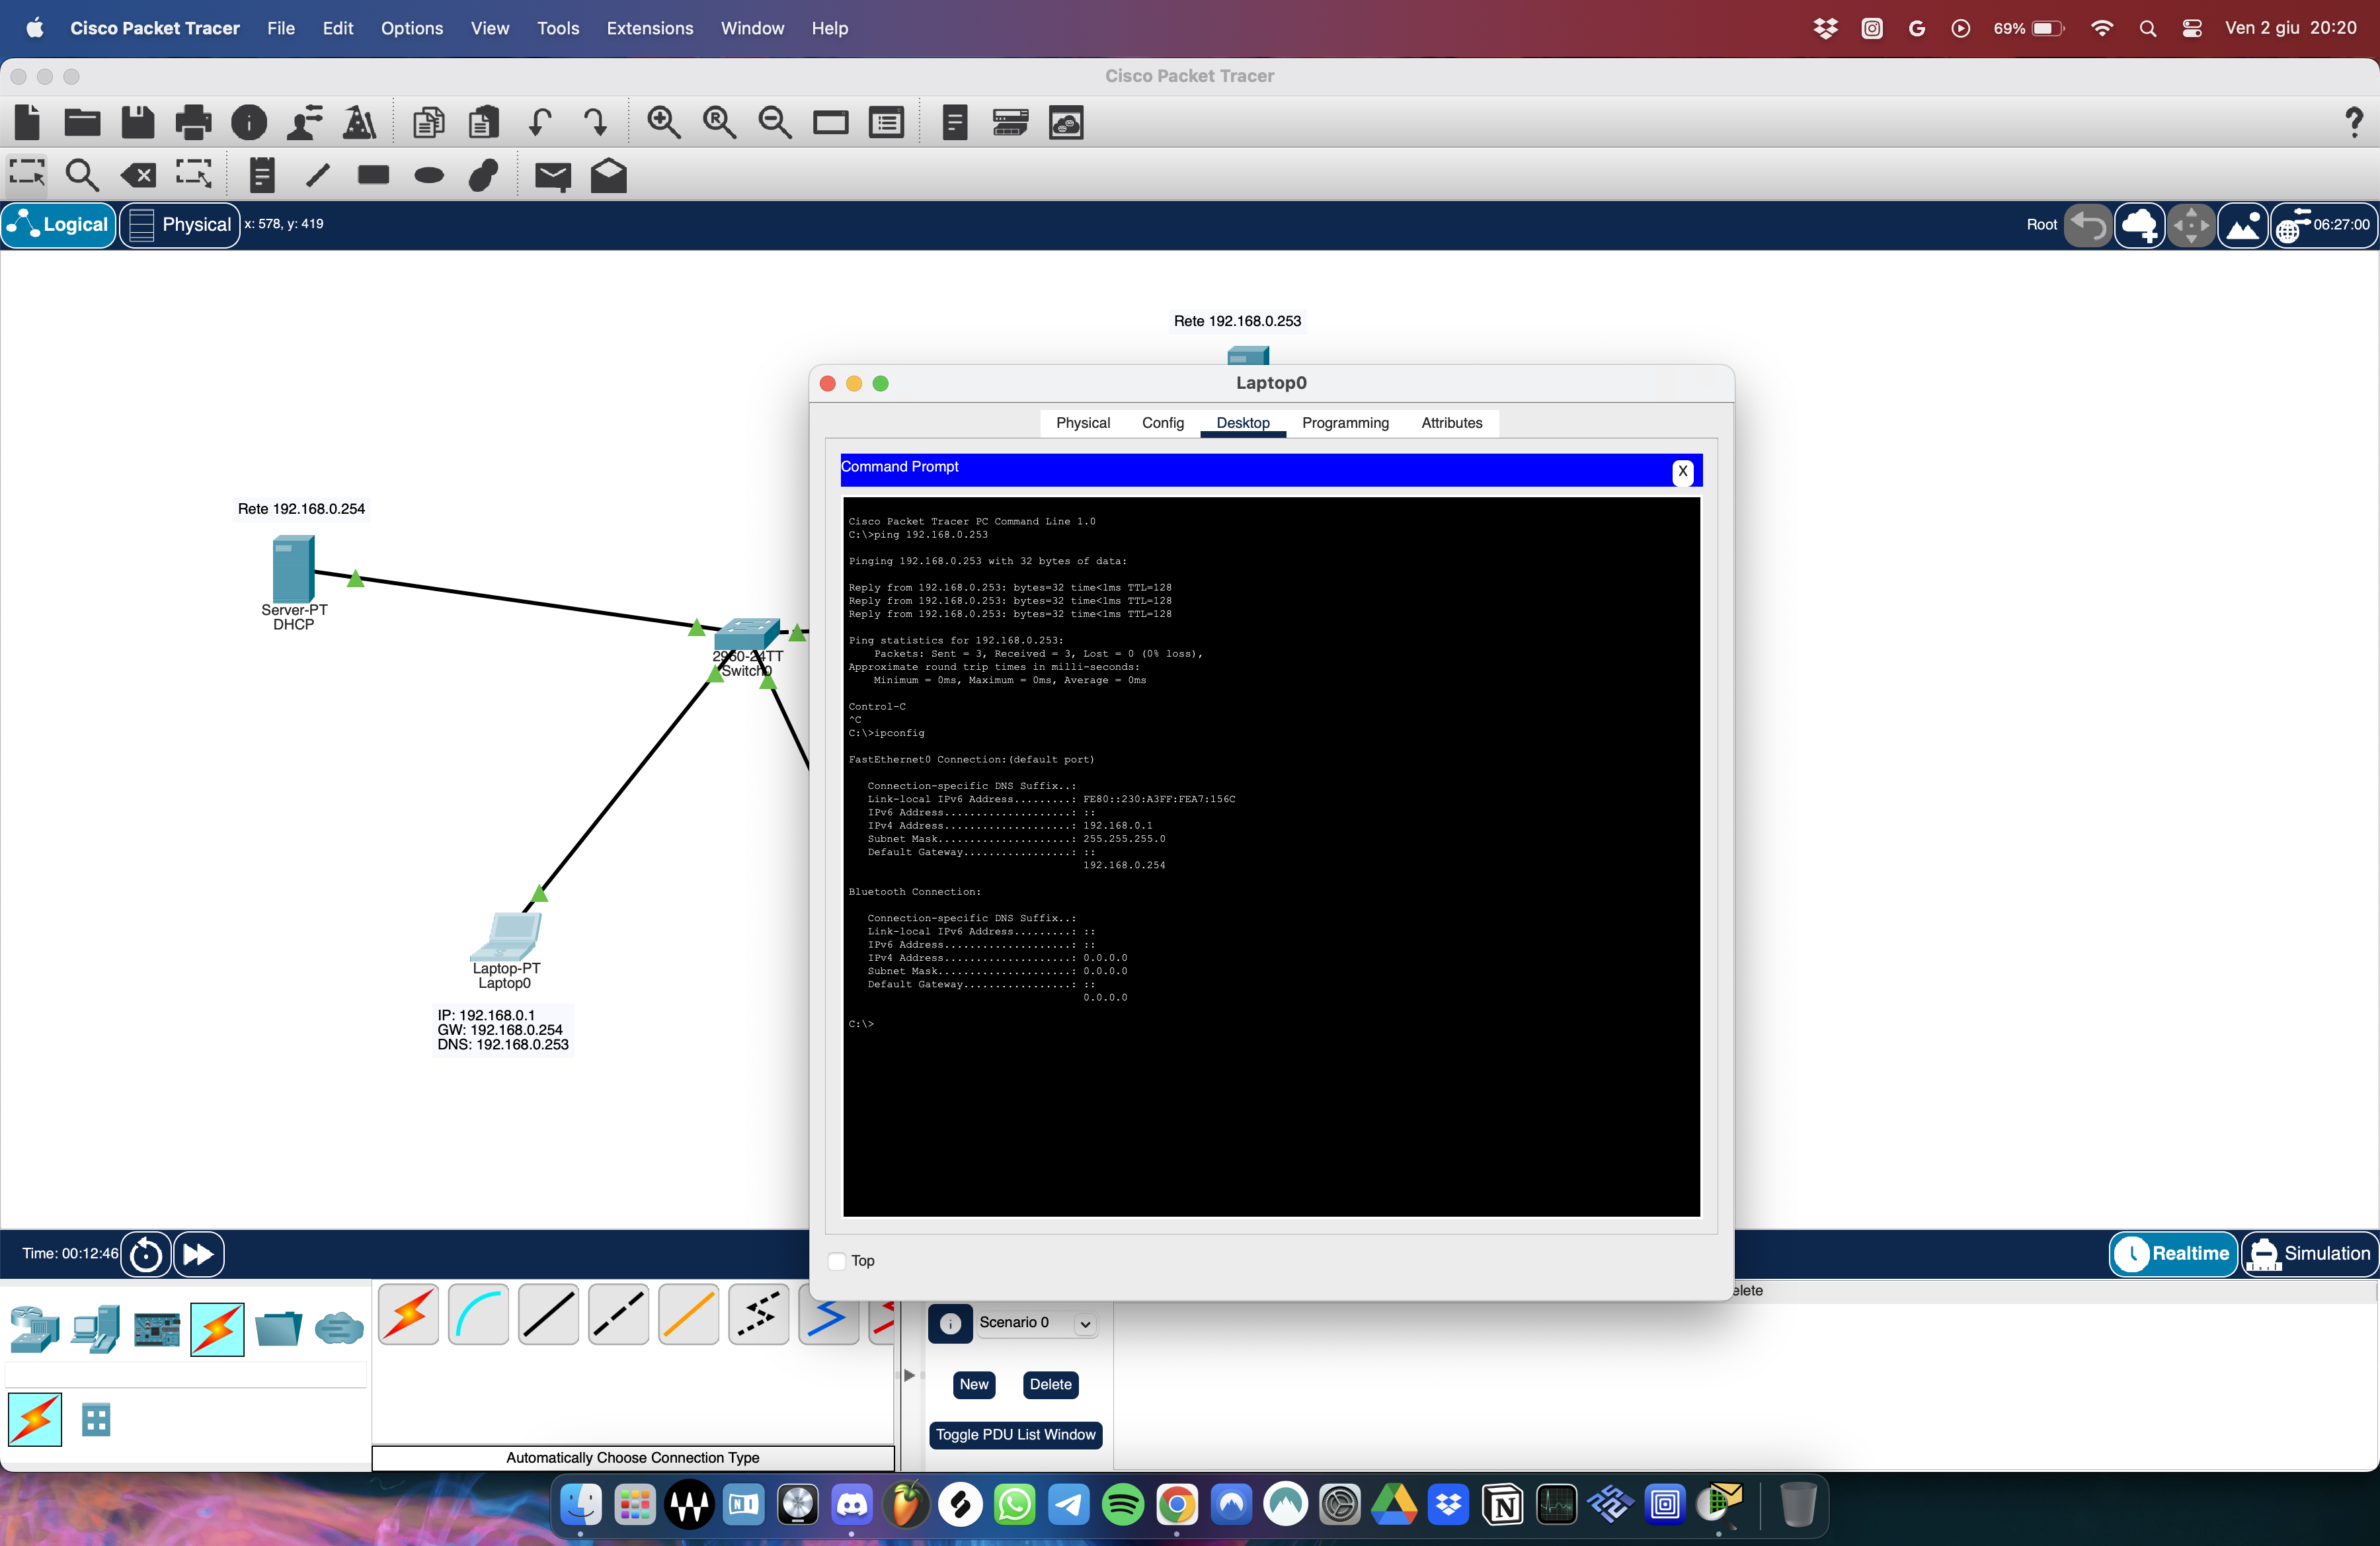 Cisco Packet Tracer File Edit Options View Tools Extensions Window Help
69% Ven 2 giu 20:20
Cisco Packet Tracer
Logical Physical x: 578, y: 419
Root 06:27:00
Rete 192.168.0.253
Rete 192.168.0.254
Server-PT
DHCP
2960-24TT
Switch0
Laptop-PT
Laptop0
IP: 192.168.0.1
GW: 192.168.0.254
DNS: 192.168.0.253
Laptop0
Physical Config Desktop Programming Attributes
Command Prompt
X
Cisco Packet Tracer PC Command Line 1.0
C:\>ping 192.168.0.253
Pinging 192.168.0.253 with 32 bytes of data:
Reply from 192.168.0.253: bytes=32 time<1ms TTL=128
Reply from 192.168.0.253: bytes=32 time<1ms TTL=128
Reply from 192.168.0.253: bytes=32 time<1ms TTL=128
Ping statistics for 192.168.0.253:
Packets: Sent = 3, Received = 3, Lost = 0 (0% loss),
Approximate round trip times in milli-seconds:
Minimum = 0ms, Maximum = 0ms, Average = 0ms
Control-C
^C
C:\>ipconfig
FastEthernet0 Connection:(default port)
Connection-specific DNS Suffix..:
Link-local IPv6 Address.........: FE80::230:A3FF:FEA7:156C
IPv6 Address....................: ::
IPv4 Address....................: 192.168.0.1
Subnet Mask.....................: 255.255.255.0
Default Gateway.................: ::
192.168.0.254
Bluetooth Connection:
Connection-specific DNS Suffix..:
Link-local IPv6 Address.........: ::
IPv6 Address....................: ::
IPv4 Address....................: 0.0.0.0
Subnet Mask.....................: 0.0.0.0
Default Gateway.................: ::
0.0.0.0
C:\>
Top
Time: 00:12:46
Realtime Simulation
elete
Scenario 0
New Delete
Toggle PDU List Window
Automatically Choose Connection Type